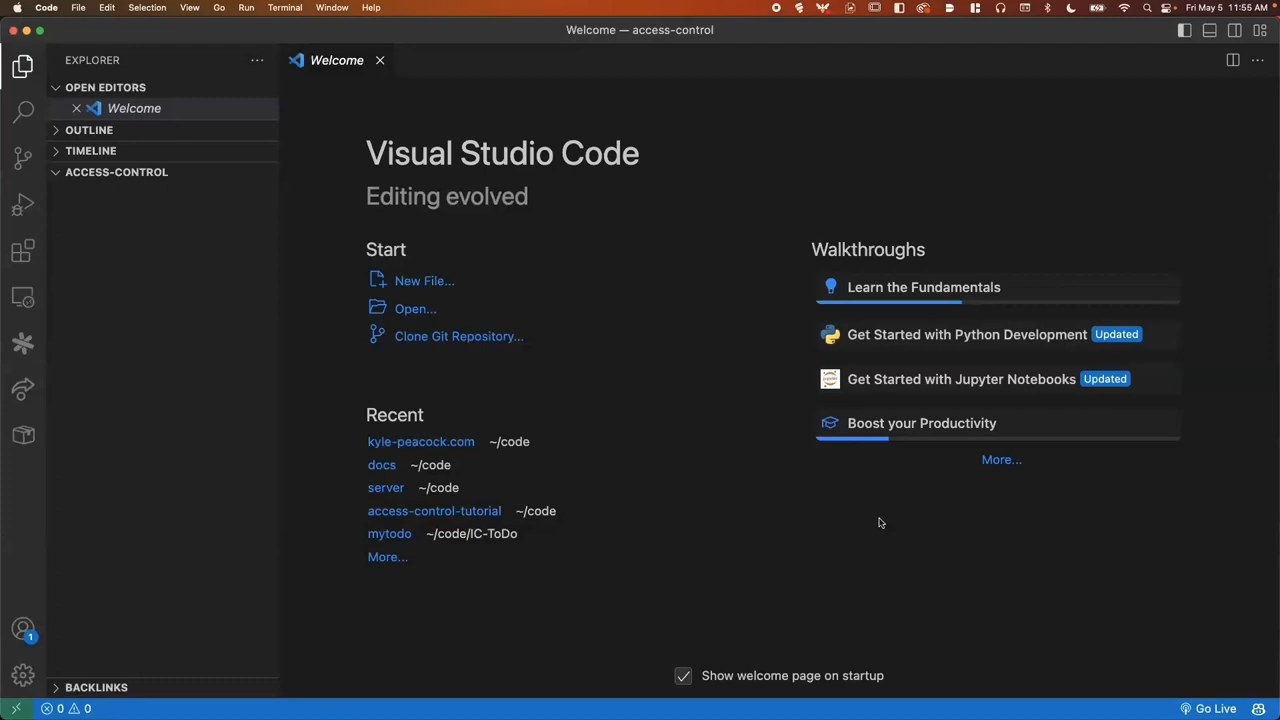 Code File Edit Selection View Go Run Terminal Window Help Fri May 5 11:55 AM
Welcome — access-control
EXPLORER
OPEN EDITORS
Welcome
OUTLINE
TIMELINE
ACCESS-CONTROL
BACKLINKS
Welcome
Visual Studio Code
Editing evolved
Start
New File...
Open...
Clone Git Repository...
Recent
kyle-peacock.com ~/code
docs ~/code
server ~/code
access-control-tutorial ~/code
mytodo ~/code/IC-ToDo
More...
Walkthroughs
Learn the Fundamentals
Get Started with Python Development Updated
Get Started with Jupyter Notebooks Updated
Boost your Productivity
More...
Show welcome page on startup
1
0 0 Go Live